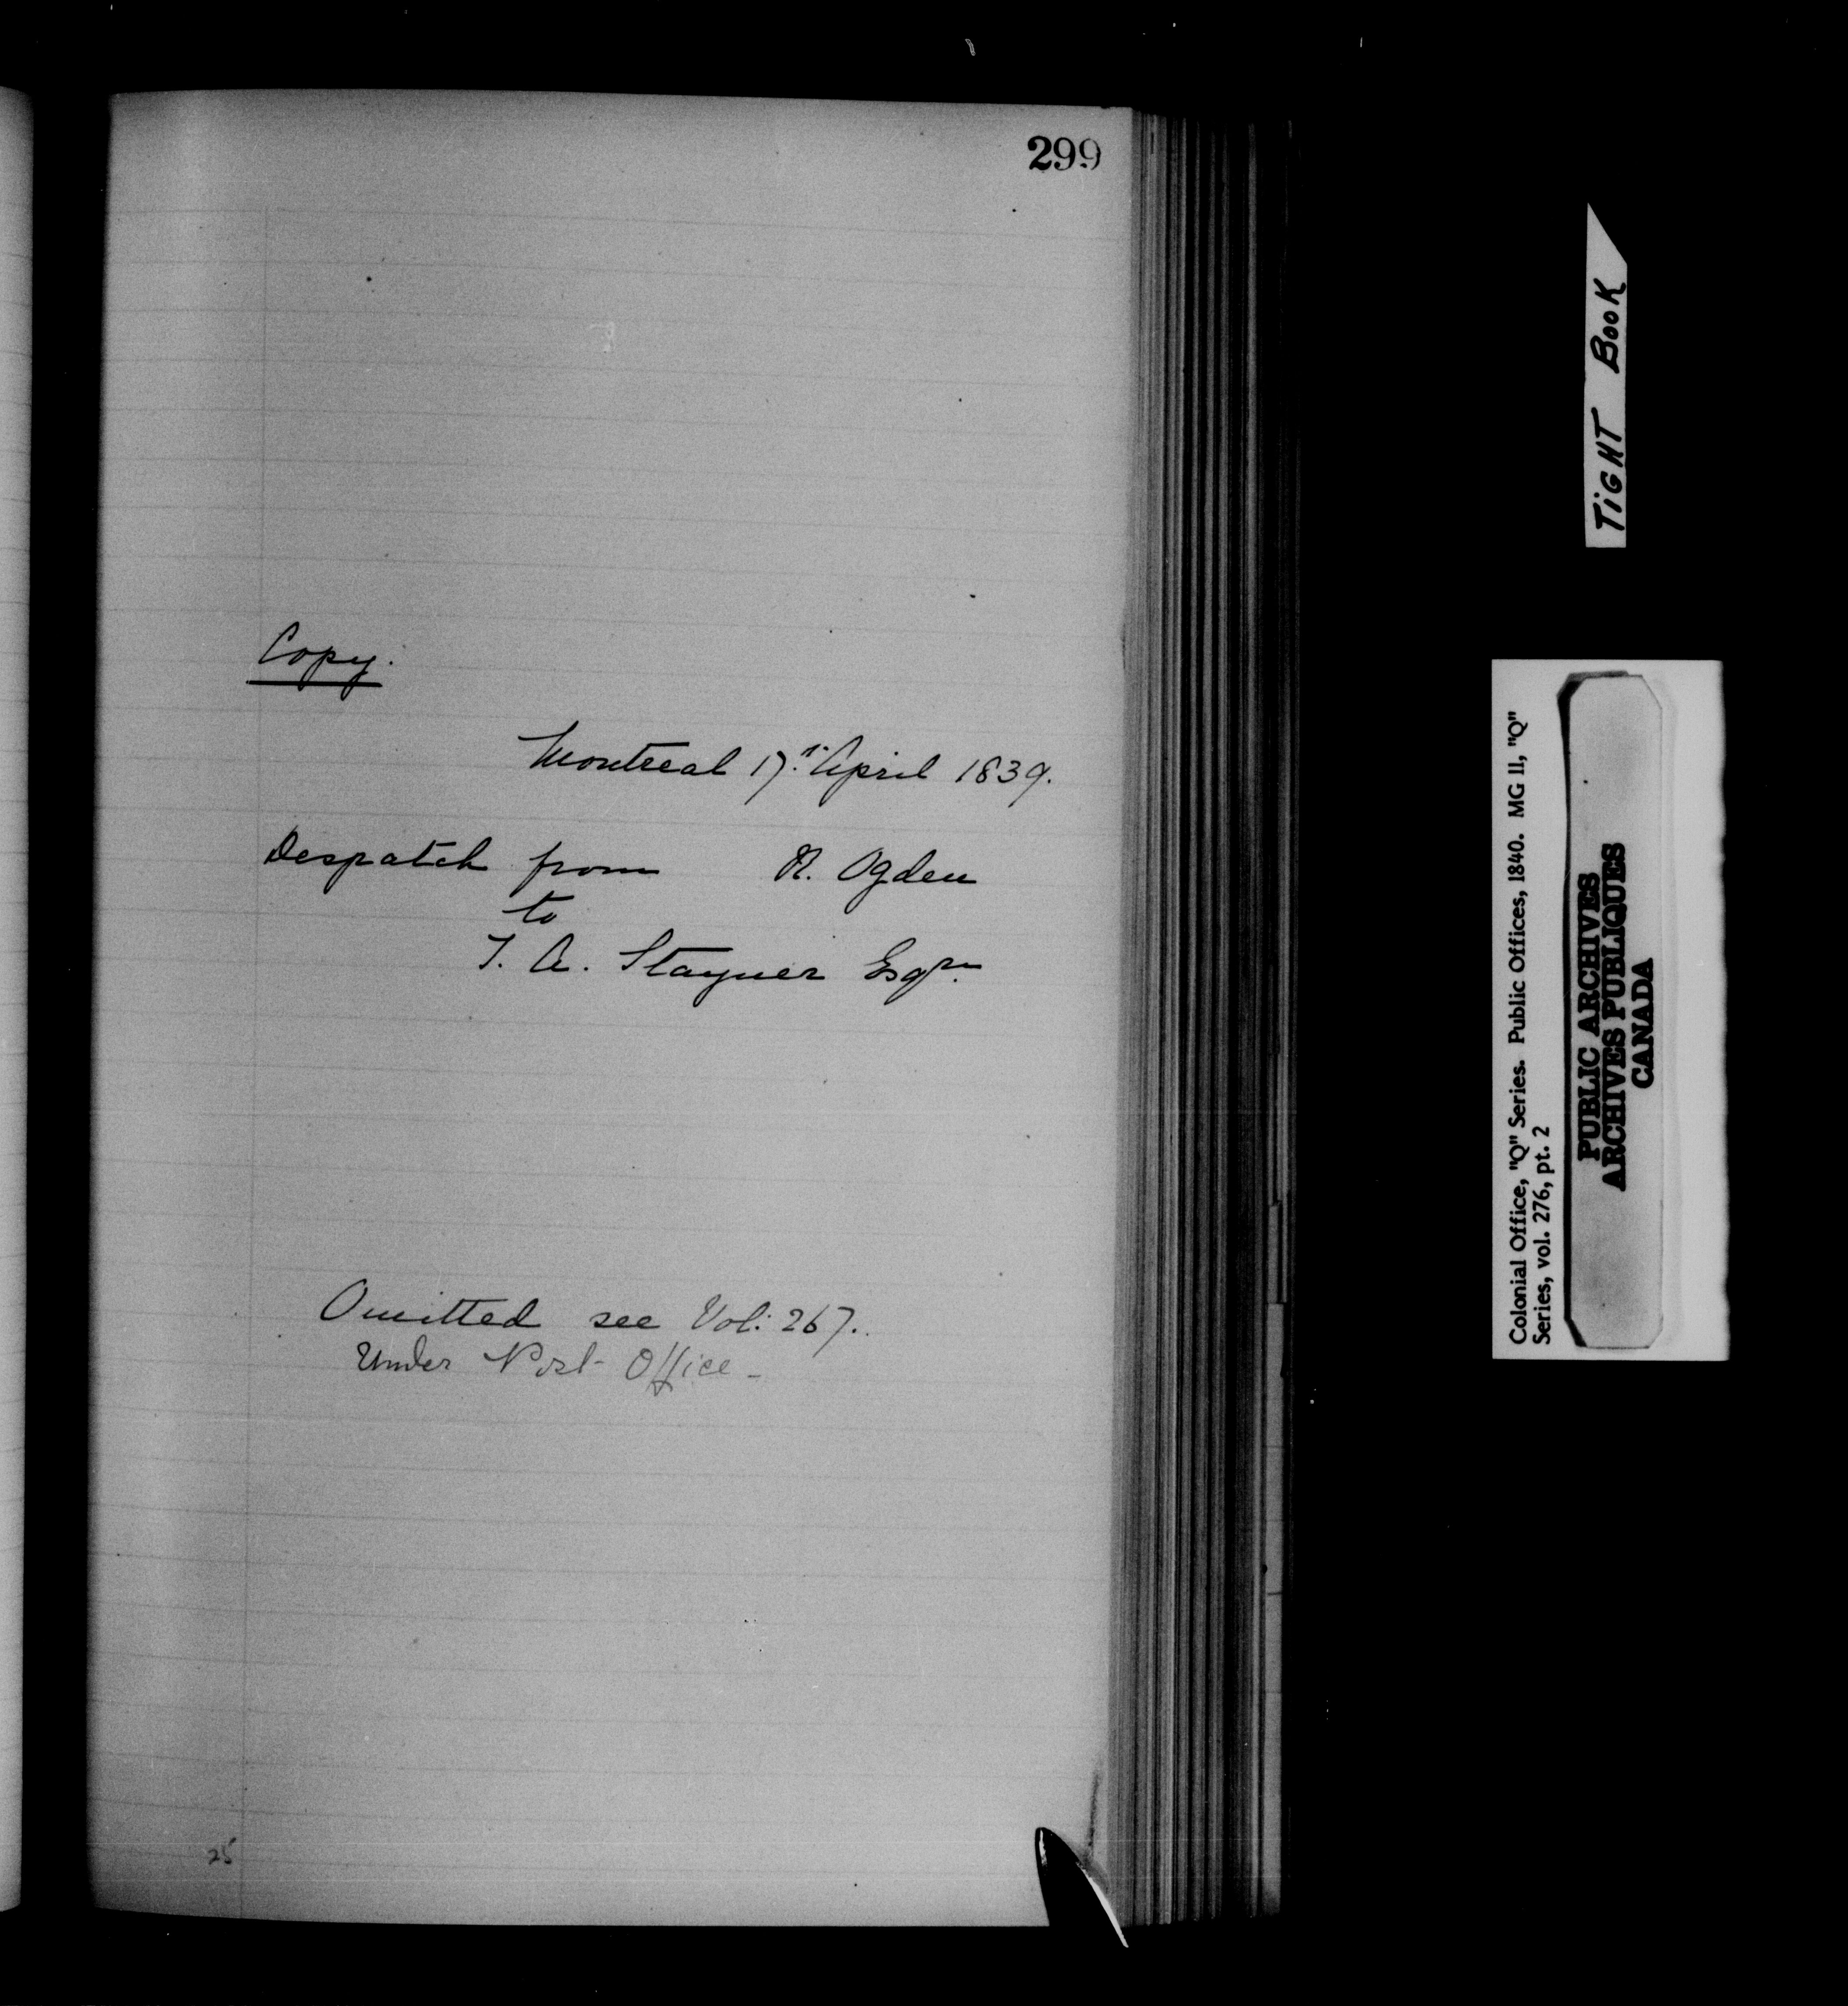 299
Copy.
Montreal 17th April 1839.
Despatch from R. Ogden
to
T. A. Stayner Esqre.
Omitted see Vol: 267.
Under Post Office -
25
TIGHT BOOK
Colonial Office, "Q" Series. Public Offices, 1840. MG 11, "Q"
Series, vol. 276, pt. 2
PUBLIC ARCHIVES
ARCHIVES PUBLIQUES
CANADA